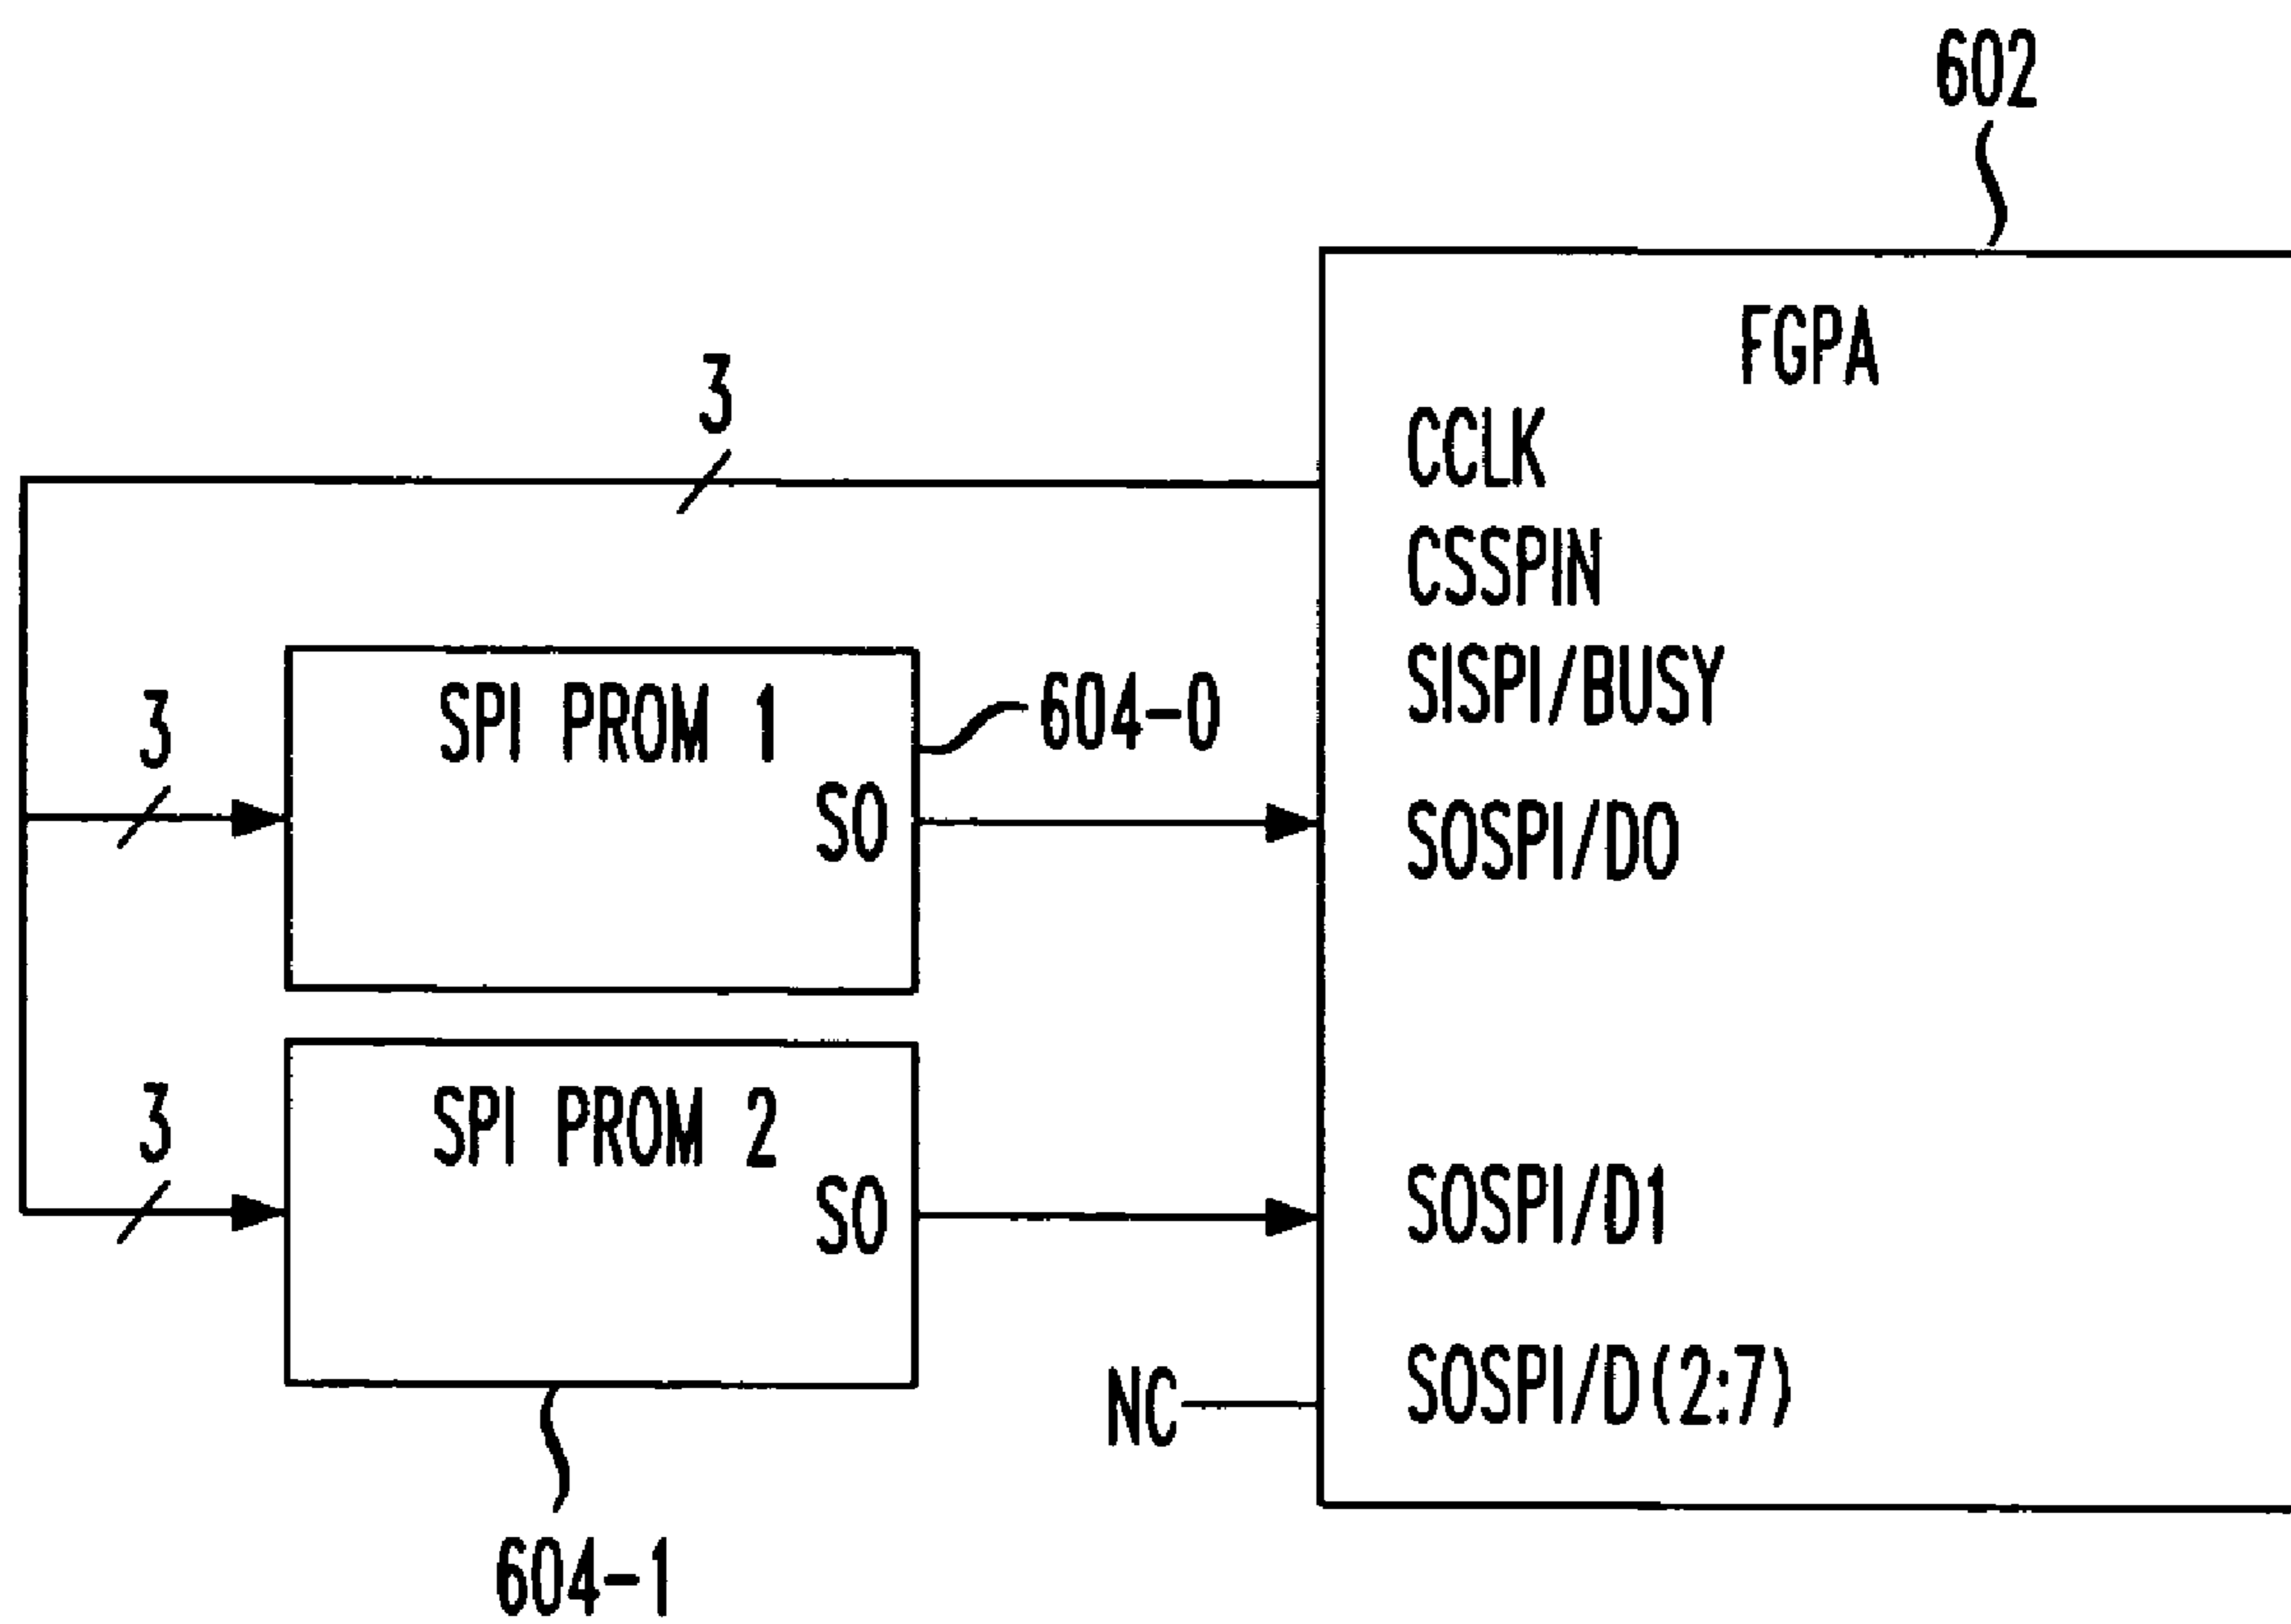 602
FGPA
3
CCLK
CSSPIN
SISPI/BUSY
3
SPI PROM 1
604-0
SO
SOSPI/D0
3
SPI PROM 2
SO
SOSPI/D1
NC
SOSPI/D(2:7)
604-1